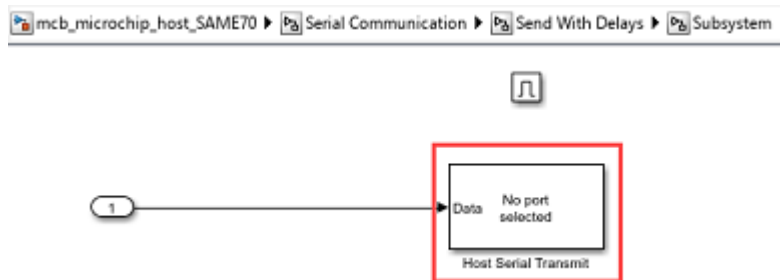 mcb_microchip_host_SAME70 ▶ Serial Communication ▶ Send With Delays ▶ Subsystem
1
Data
No port
selected
Host Serial Transmit